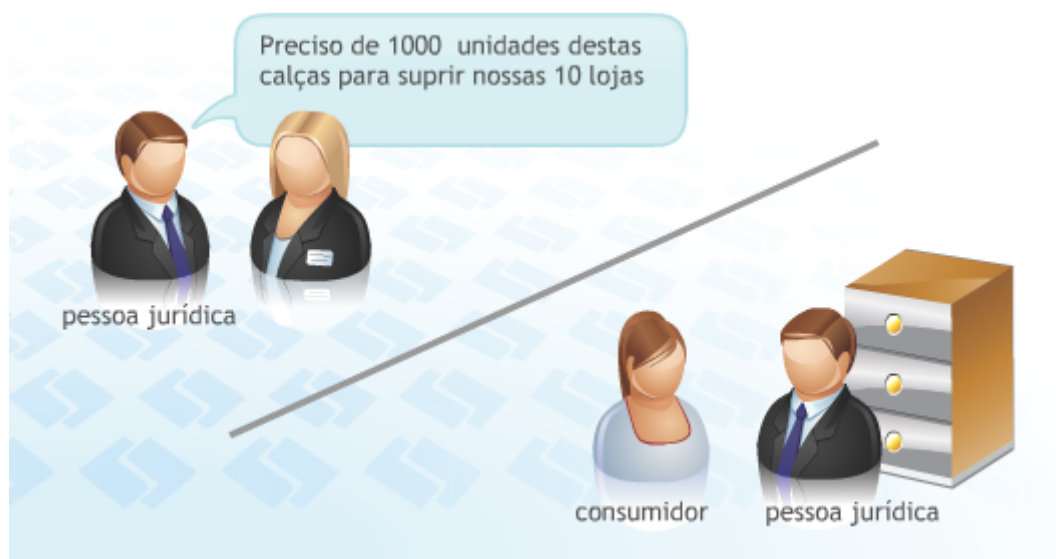 Preciso de 1000 unidades destas
calças para suprir nossas 10 lojas
pessoa jurídica
consumidor
pessoa jurídica